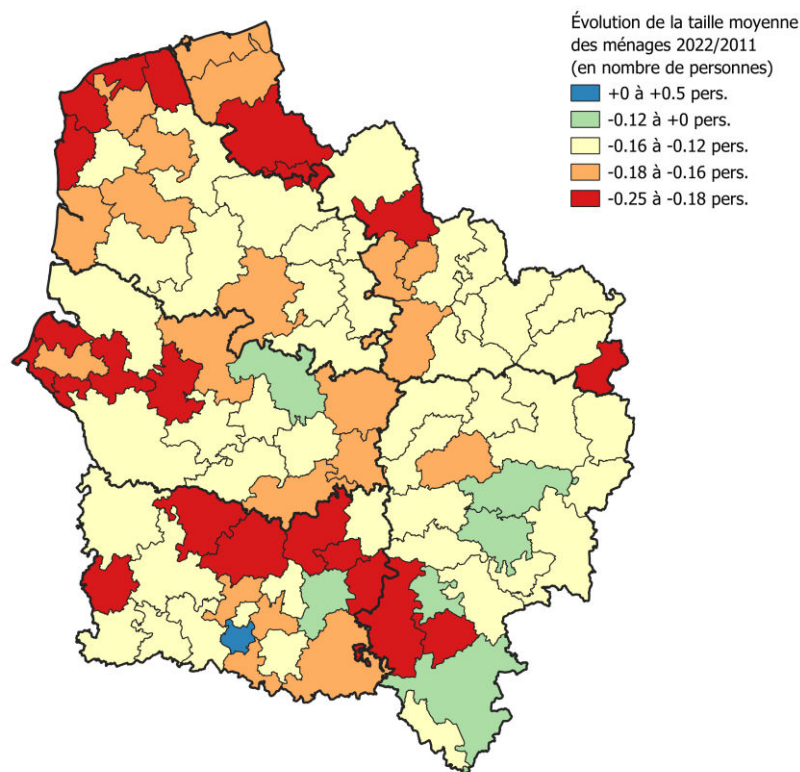 Évolution de la taille moyenne
des ménages 2022/2011
(en nombre de personnes)
+0 à +0.5 pers.
-0.12 à +0 pers.
-0.16 à -0.12 pers.
-0.18 à -0.16 pers.
-0.25 à -0.18 pers.